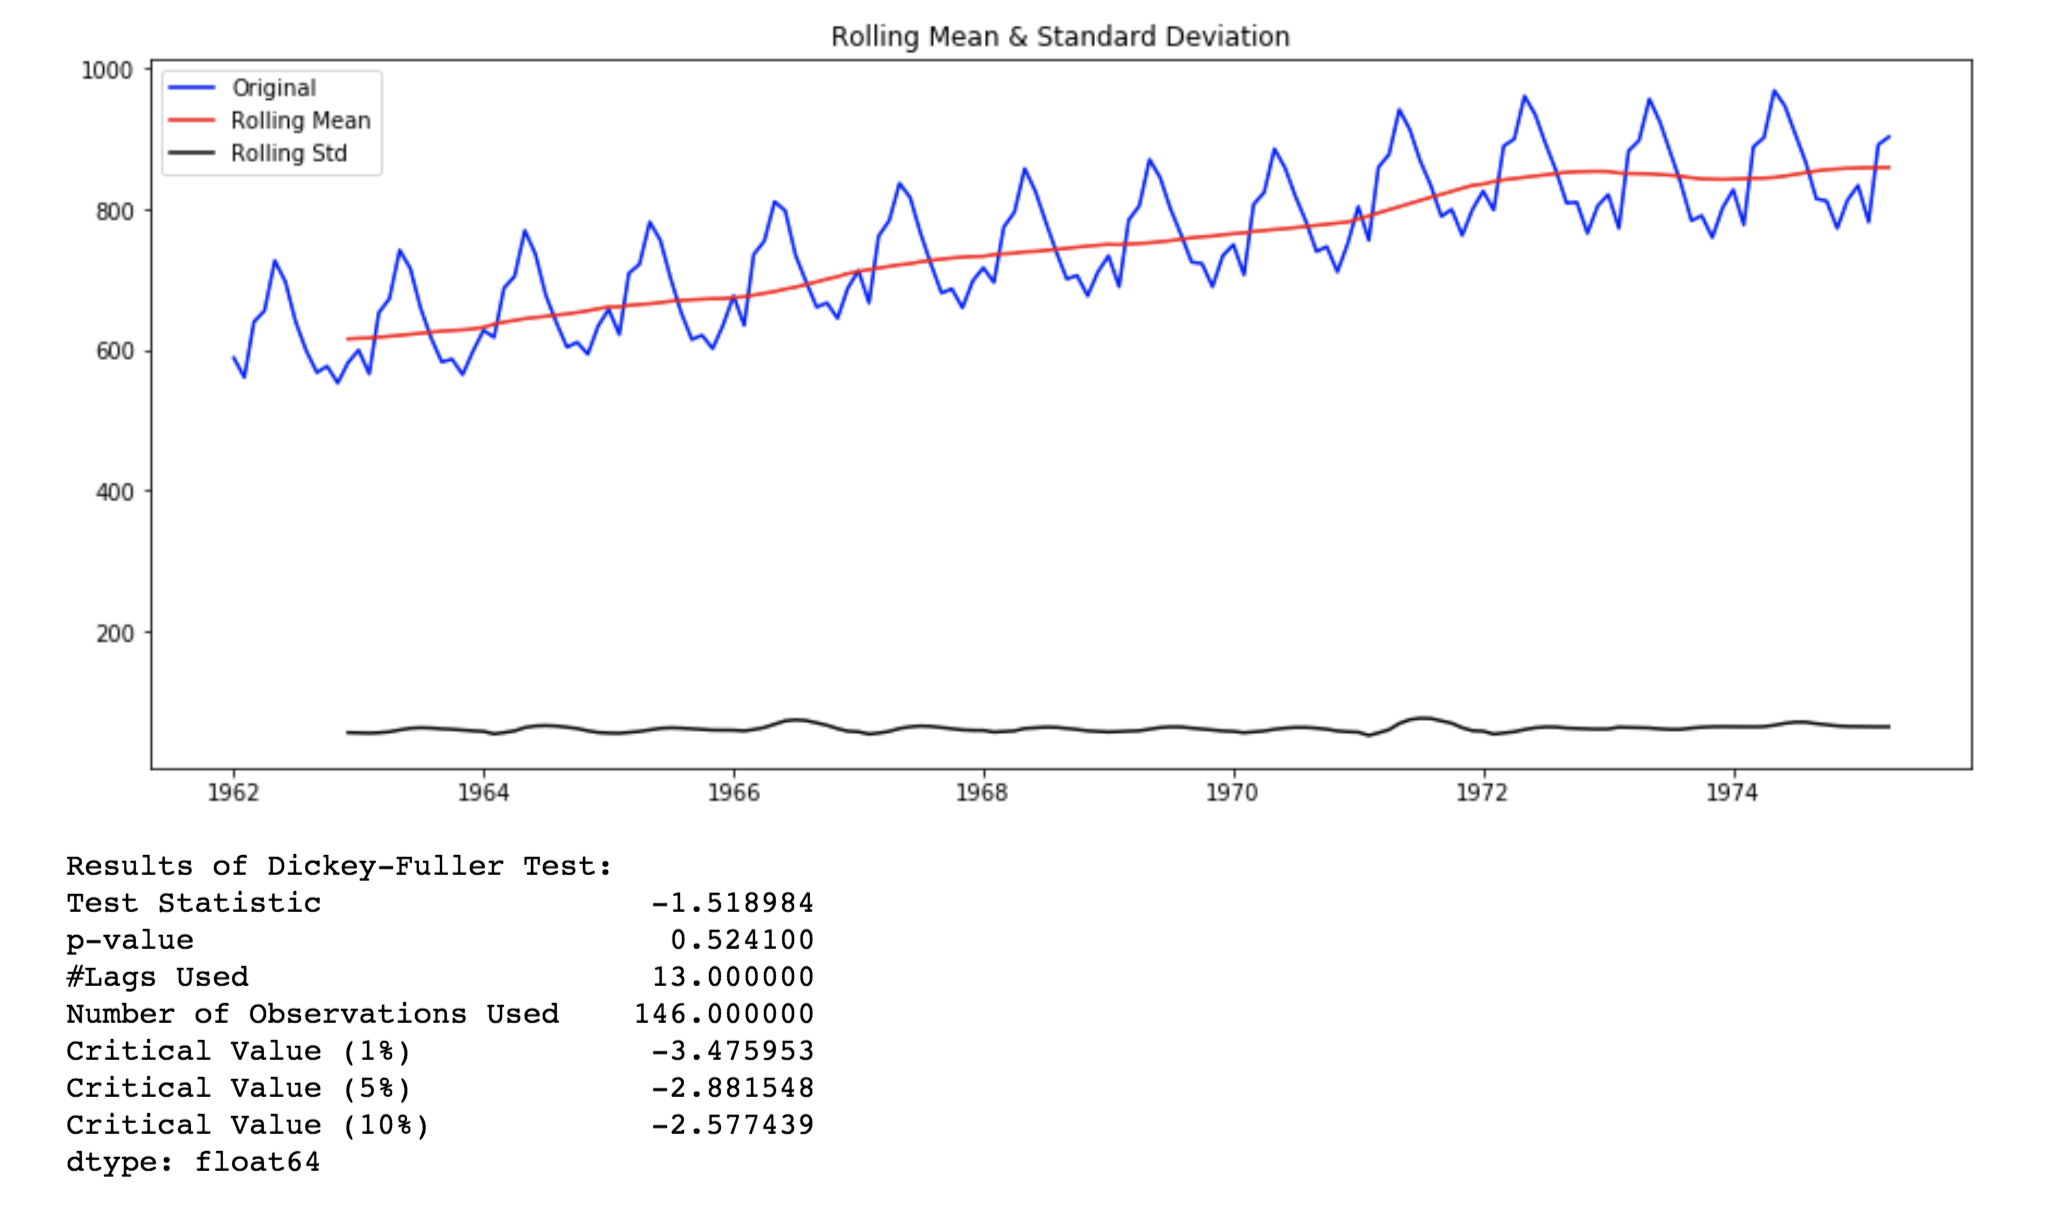 Rolling Mean & Standard Deviation
1000
800
600
400
200
Original
Rolling Mean
Rolling Std
1962 1964 1966 1968 1970 1972 1974
Results of Dickey-Fuller Test:
Test Statistic -1.518984
p-value 0.524100
#Lags Used 13.000000
Number of Observations Used 146.000000
Critical Value (1%) -3.475953
Critical Value (5%) -2.881548
Critical Value (10%) -2.577439
dtype: float64